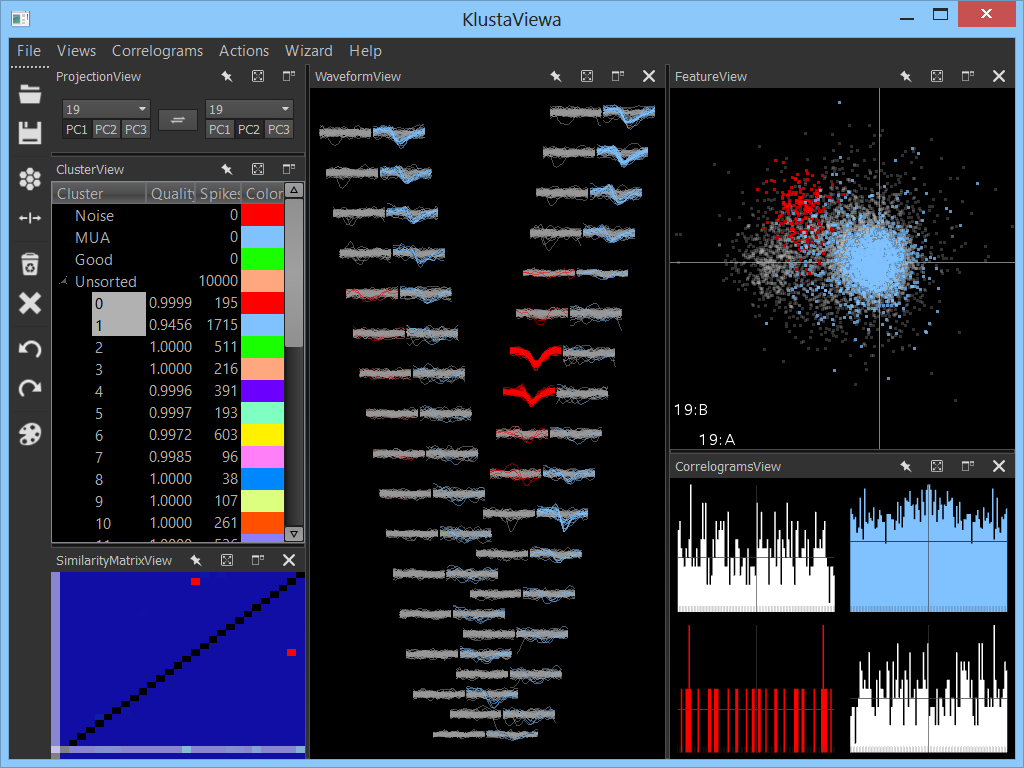 KlustaViewa
File Views Correlograms Actions Wizard Help
ProjectionView
19 19
PC1 PC2 PC3 PC1 PC2 PC3
ClusterView
Cluster Quality Spikes Color
Noise 0
MUA 0
Good 0
Unsorted 10000
0 0.9999 195
1 0.9456 1715
2 1.0000 511
3 1.0000 216
4 0.9996 391
5 0.9997 193
6 0.9972 603
7 0.9985 96
8 1.0000 38
9 1.0000 107
10 1.0000 261
SimilarityMatrixView
WaveformView
FeatureView
19:B
19:A
CorrelogramsView